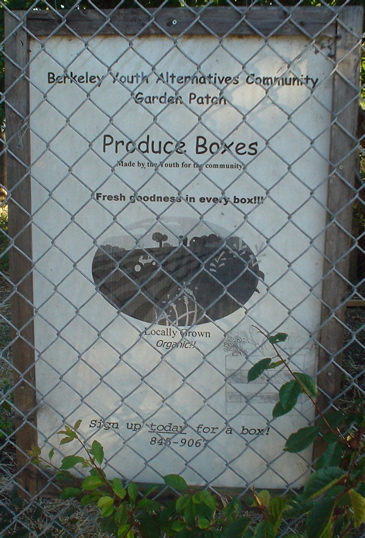 Berkeley Youth Alternatives Community
Garden Patch
Produce Boxes
Made by the Youth for the community
Fresh goodness in every box!!!
Locally Grown
Organic!!
Sign up today for a box!
845-9067